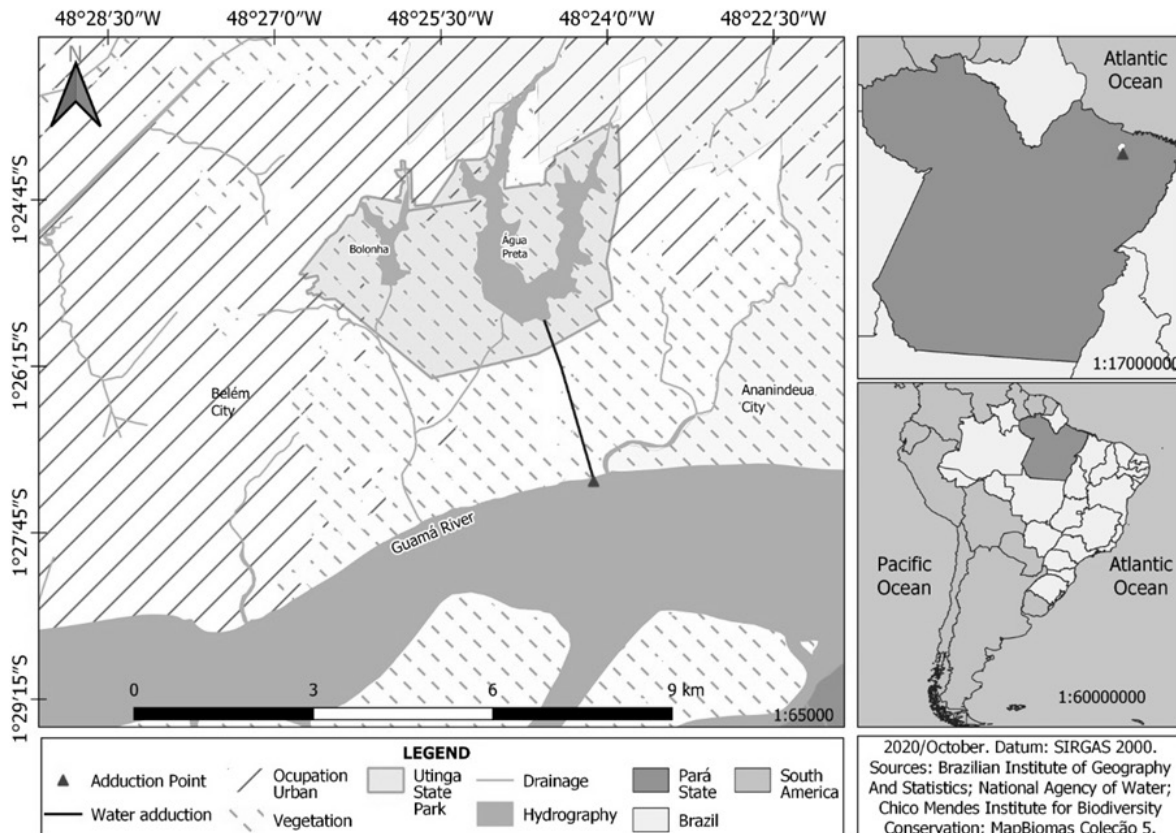 48°28'30"W 48°27'00"W 48°25'30"W 48°24'00"W 48°22'30"W
N
1°24'45"S
1°26'15"S
1°27'45"S
1°29'15"S
Bolonha
Água
Preta
Belém
City
Ananindeua
City
Guamá River
0 3 6 9 km
1:65000
Atlantic
Ocean
1:17000000
Pacific
Ocean
Atlantic
Ocean
1:60000000
LEGEND
Adduction Point
Water adduction
Ocupation
Urban
Vegetation
Utinga
State
Park
Drainage
Hydrography
Pará
State
Brazil
South
America
2020/October. Datum: SIRGAS 2000.
Sources: Brazilian Institute of Geography
And Statistics; National Agency of Water;
Chico Mendes Institute for Biodiversity
Conservation; MapBiomas Coleção 5.